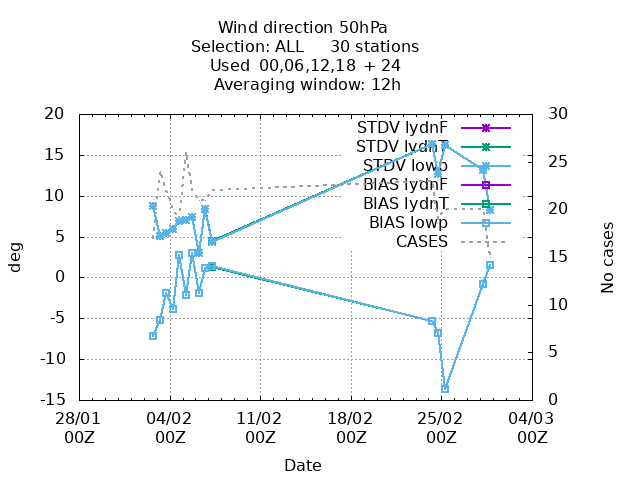 Wind direction 50hPa
Selection: ALL 30 stations
Used 00,06,12,18 + 24
Averaging window: 12h
20
15
10
5
0
-5
-10
-15
deg
30
25
20
15
10
5
0
No cases
STDV lydnF
STDV lydnT
STDV lowp
BIAS lydnF
BIAS lydnT
BIAS lowp
CASES
28/01 04/02 11/02 18/02 25/02 04/03
00Z 00Z 00Z 00Z 00Z 00Z
Date